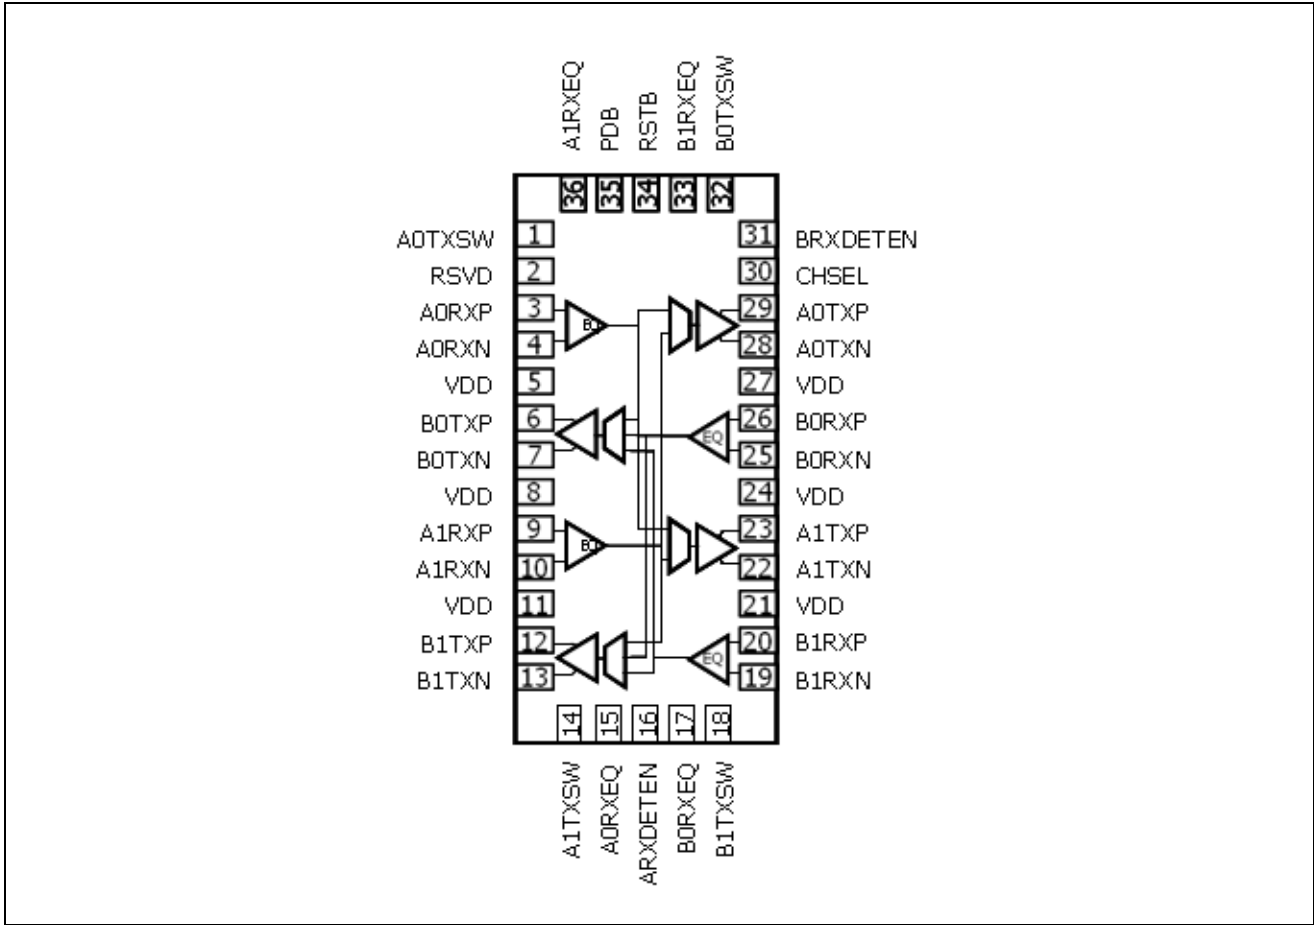 A1RXEQ
PDB
RSTB
B1RXEQ
B0TXSW
36
35
34
33
32
A0TXSW 1 31 BRXDETEN
RSVD 2 30 CHSEL
A0RXP 3 29 A0TXP
A0RXN 4 28 A0TXN
VDD 5 27 VDD
B0TXP 6 EQ 26 B0RXP
B0TXN 7 25 B0RXN
VDD 8 24 VDD
A1RXP 9 23 A1TXP
A1RXN 10 22 A1TXN
VDD 11 21 VDD
B1TXP 12 EQ 20 B1RXP
B1TXN 13 19 B1RXN
14
15
16
17
18
A1TXSW
A0RXEQ
ARXDETEN
B0RXEQ
B1TXSW